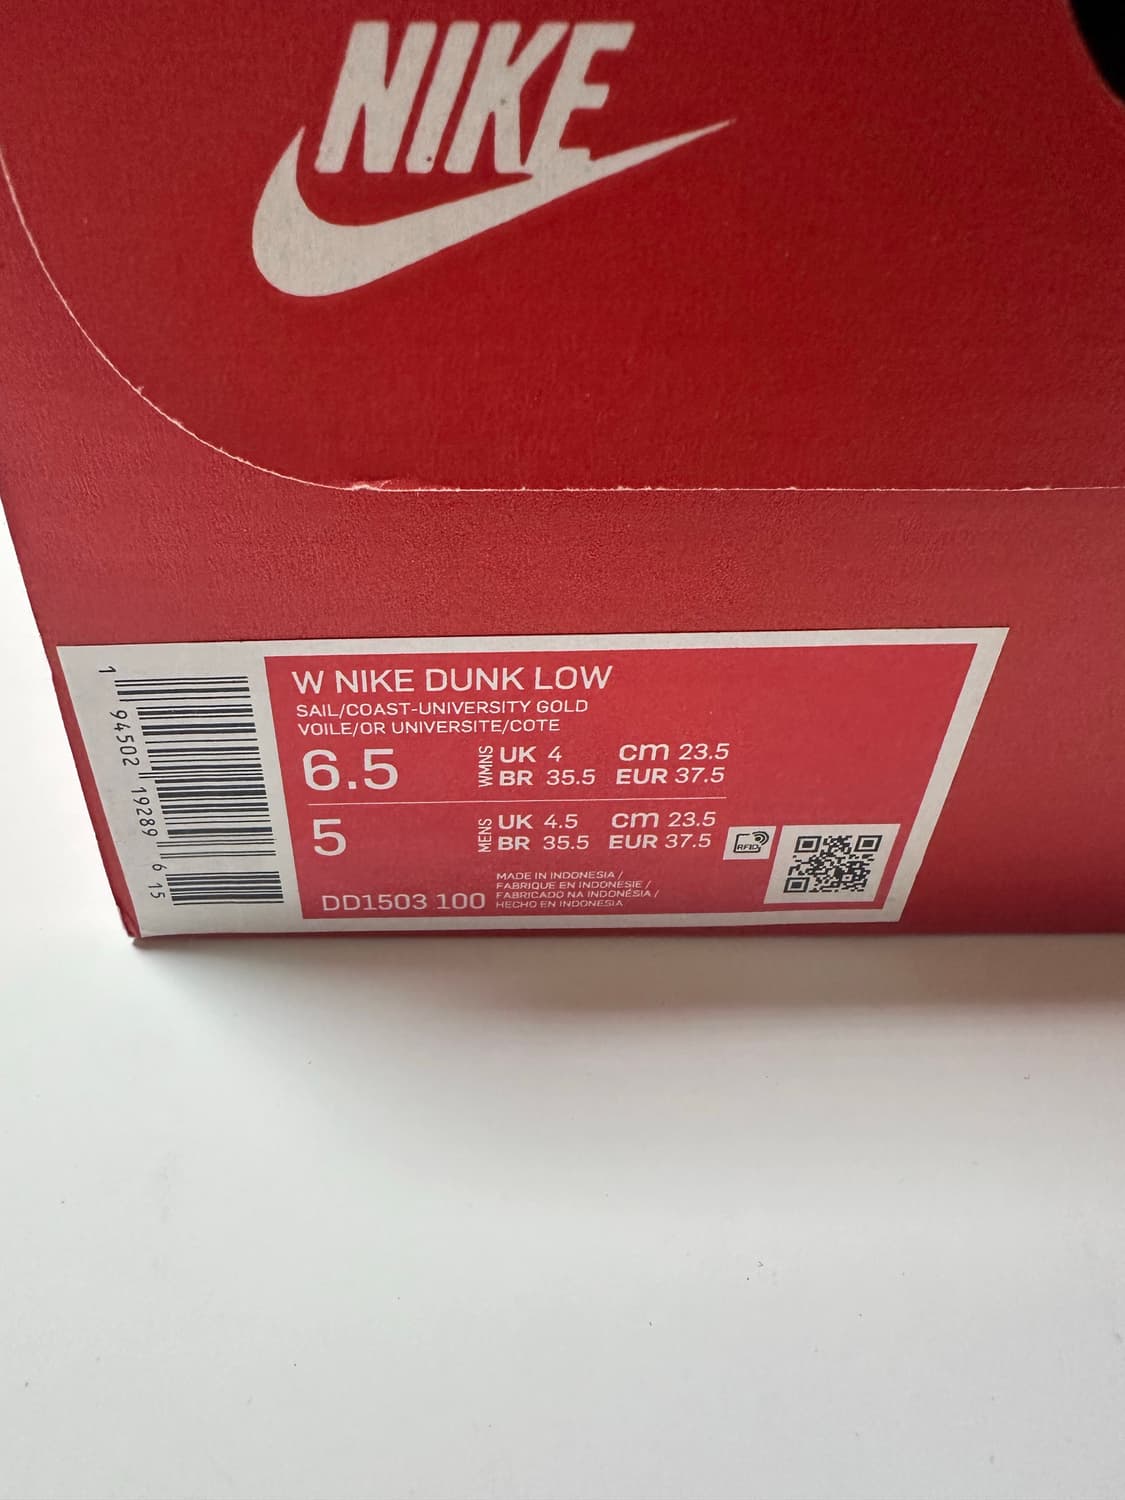 NIKE
W NIKE DUNK LOW
SAIL/COAST-UNIVERSITY GOLD
VOILE/OR UNIVERSITE/COTE
6.5 WMNS UK 4 cm 23.5
BR 35.5 EUR 37.5
5 MENS UK 4.5 cm 23.5
BR 35.5 EUR 37.5
RFID
DD1503 100
MADE IN INDONESIA /
FABRIQUE EN INDONESIE /
FABRICADO NA INDONÉSIA /
HECHO EN INDONESIA
1 94502 19289 6 15